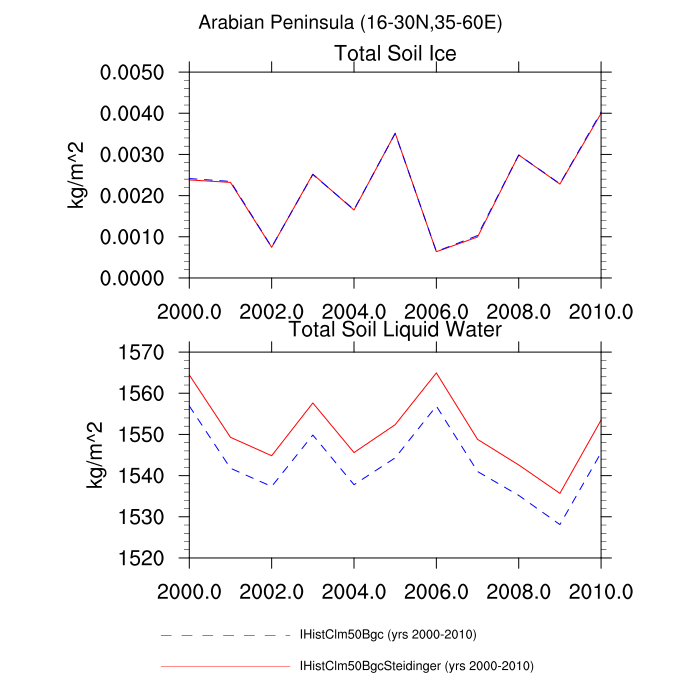 Arabian Peninsula (16-30N,35-60E)
Total Soil Ice
0.0050
0.0040
0.0030
0.0020
0.0010
0.0000
kg/m^2
2000.0 2002.0 2004.0 2006.0 2008.0 2010.0
Total Soil Liquid Water
1570
1560
1550
1540
1530
1520
kg/m^2
2000.0 2002.0 2004.0 2006.0 2008.0 2010.0
IHistClm50Bgc (yrs 2000-2010)
IHistClm50BgcSteidinger (yrs 2000-2010)